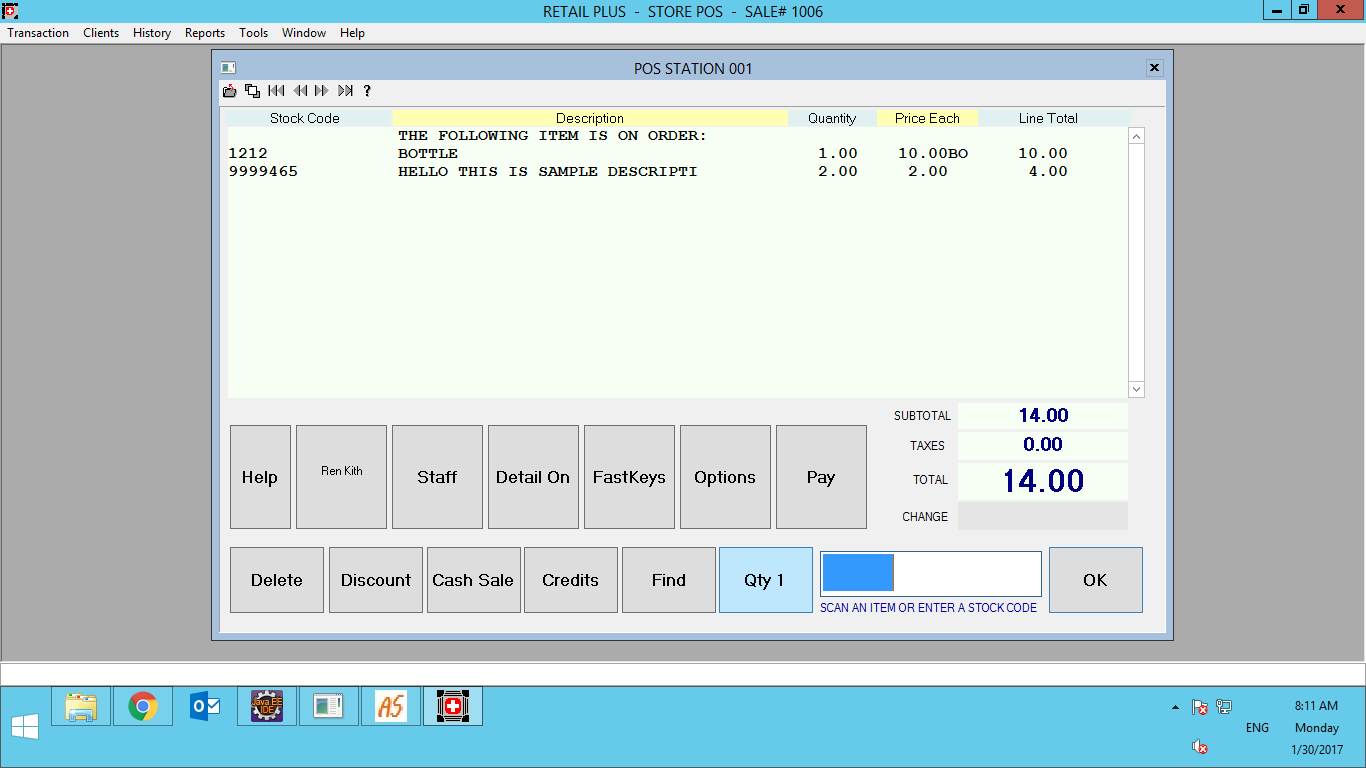 RETAIL PLUS - STORE POS - SALE# 1006
Transaction Clients History Reports Tools Window Help
POS STATION 001
?
Stock Code Description Quantity Price Each Line Total
THE FOLLOWING ITEM IS ON ORDER:
1212 BOTTLE 1.00 10.00BO 10.00
9999465 HELLO THIS IS SAMPLE DESCRIPTI 2.00 2.00 4.00
SUBTOTAL 14.00
TAXES 0.00
TOTAL 14.00
CHANGE
Help Ren Kith Staff Detail On FastKeys Options Pay
Delete Discount Cash Sale Credits Find Qty 1 OK
SCAN AN ITEM OR ENTER A STOCK CODE
Java EE
IDE
AS
8:11 AM
ENG Monday
1/30/2017